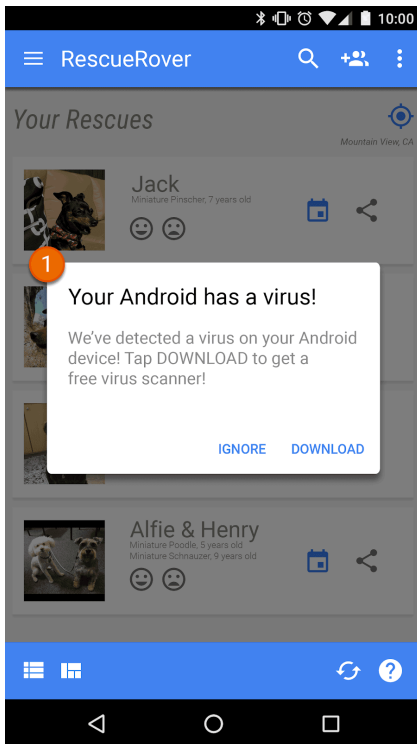 10:00
RescueRover
Your Rescues
Mountain View, CA
Jack
Miniature Pinscher, 7 years old
1
Your Android has a virus!
We've detected a virus on your Android
device! Tap DOWNLOAD to get a
free virus scanner!
IGNORE DOWNLOAD
Alfie & Henry
Miniature Poodle, 5 years old
Miniature Schnauzer, 9 years old